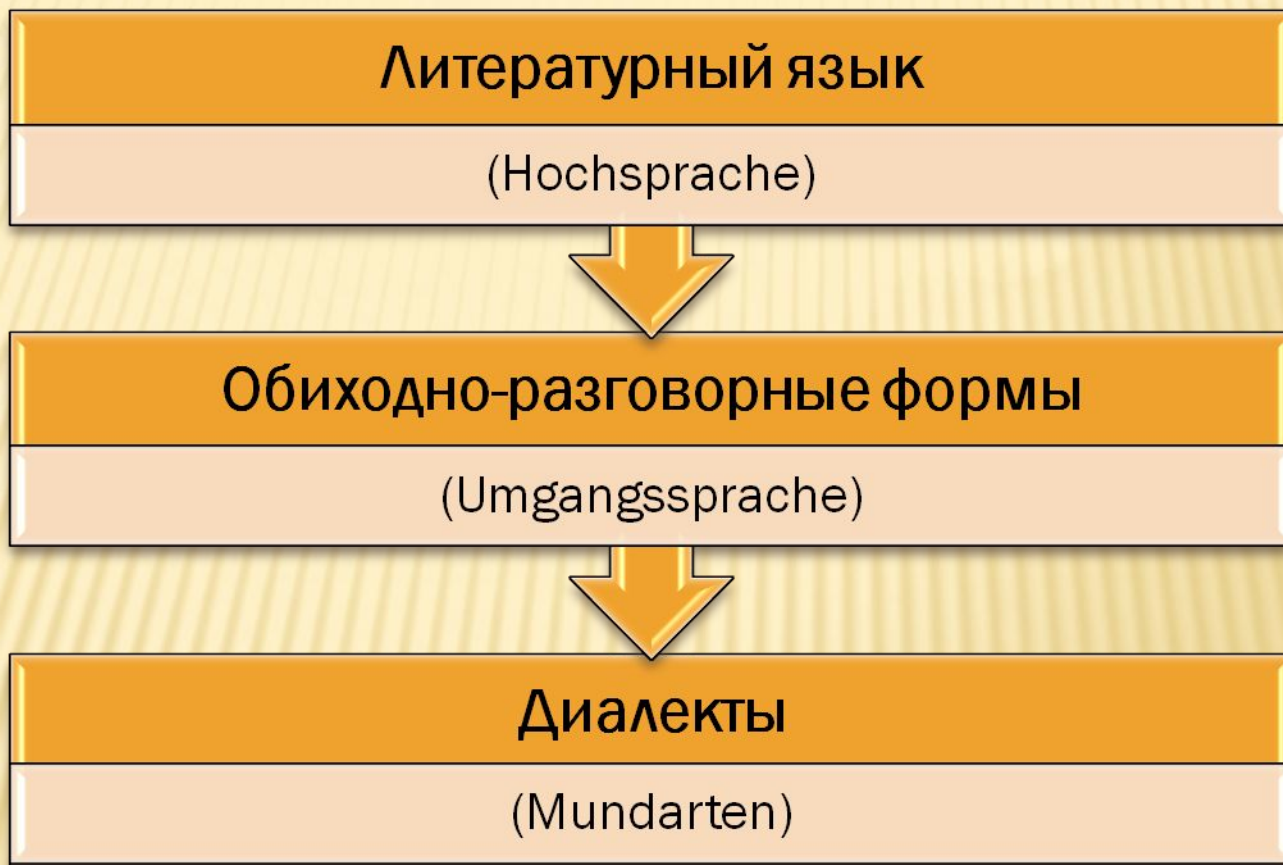 Литературный язык
(Hochsprache)
Обиходно-разговорные формы
(Umgangssprache)
Диалекты
(Mundarten)